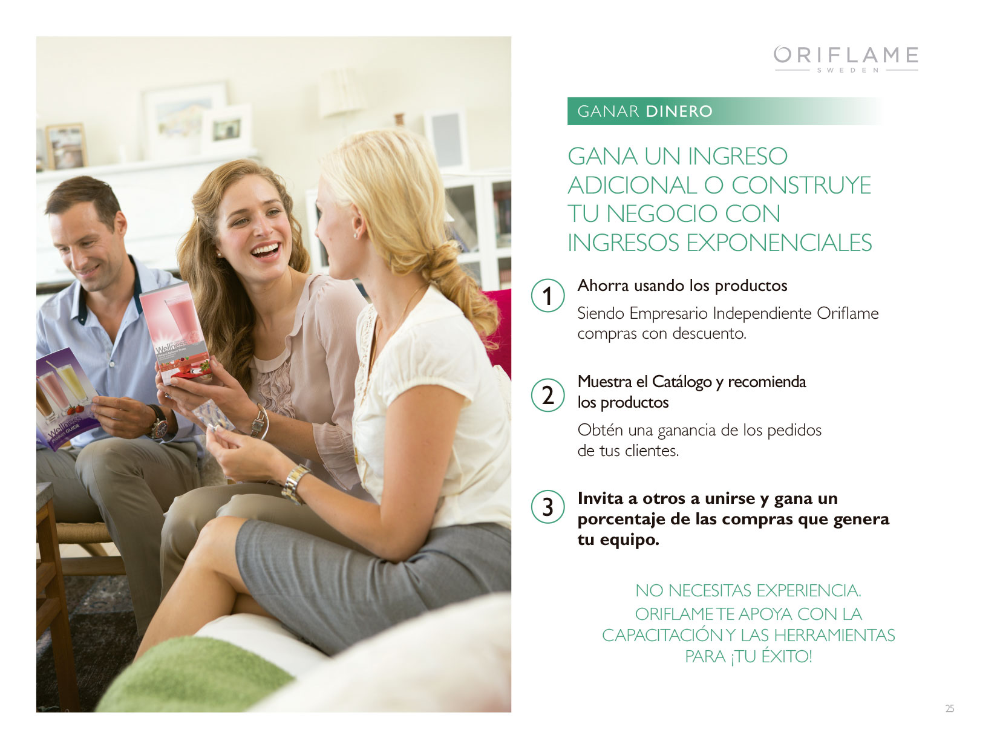 ORIFLAME
SWEDEN
GANAR DINERO
GANA UN INGRESO
ADICIONAL O CONSTRUYE
TU NEGOCIO CON
INGRESOS EXPONENCIALES
1
Ahorra usando los productos
Siendo Empresario Independiente Oriflame
compras con descuento.
2
Muestra el Catálogo y recomienda
los productos
Obtén una ganancia de los pedidos
de tus clientes.
3
Invita a otros a unirse y gana un
porcentaje de las compras que genera
tu equipo.
NO NECESITAS EXPERIENCIA.
ORIFLAME TE APOYA CON LA
CAPACITACIÓN Y LAS HERRAMIENTAS
PARA ¡TU ÉXITO!
25
Wellness
Natural Balance Shake
Wellness
Product GUIDE